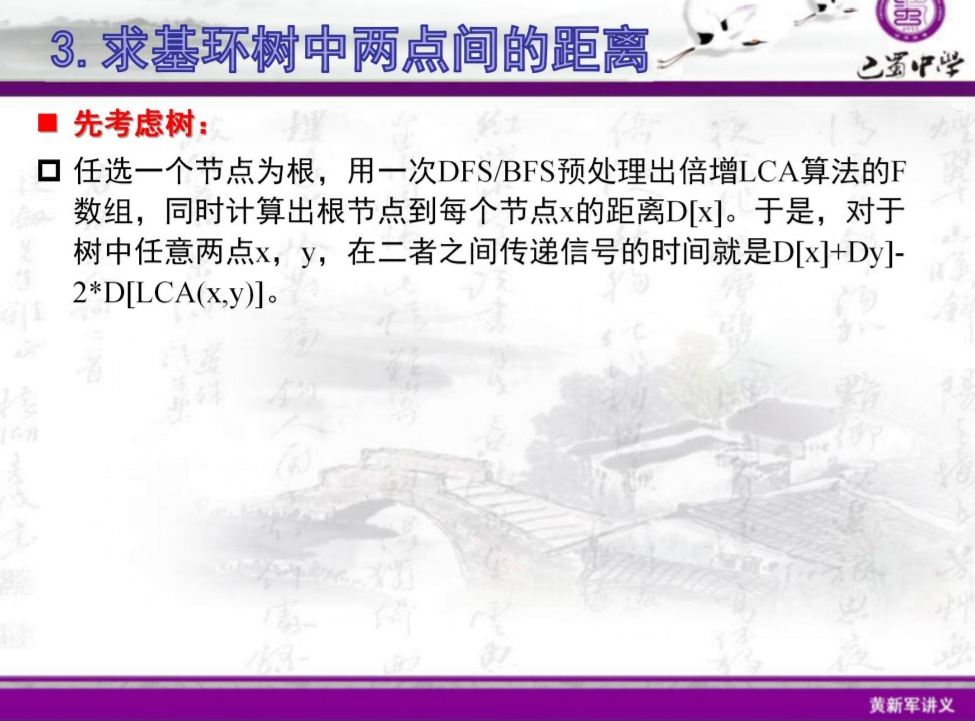 3.求基环树中两点间的距离
巴蜀中学
先考虑树：
任选一个节点为根，用一次DFS/BFS预处理出倍增LCA算法的F
数组，同时计算出根节点到每个节点x的距离D[x]。于是，对于
树中任意两点x，y，在二者之间传递信号的时间就是D[x]+Dy]-
2*D[LCA(x,y)]。
黄新军讲义